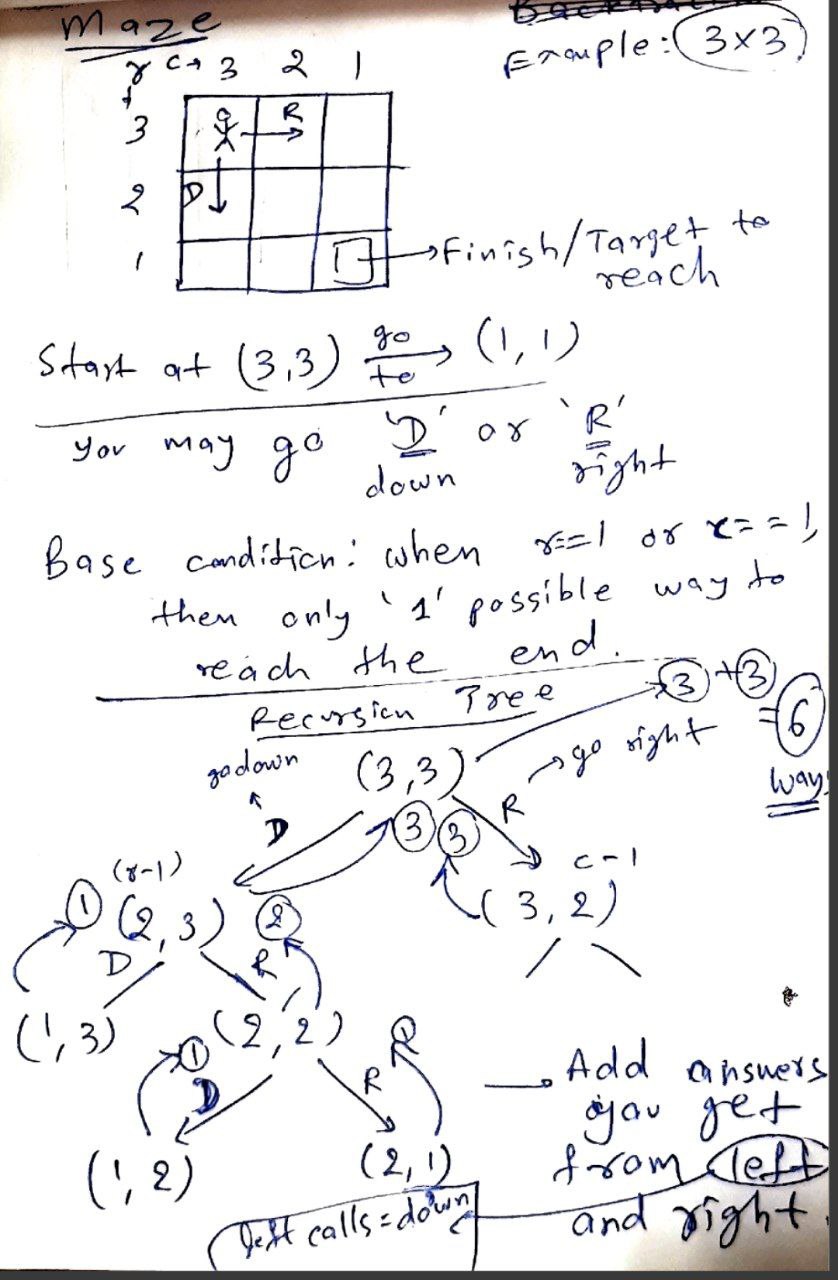 Maze
Example: 3×3
r c→ 3 2 1
3 R
2 D
1 →Finish/Target to
reach
Start at (3,3) go to → (1,1)
You may go 'D' or 'R'
down right
Base condition: when r==1 or c==1,
then only '1' possible way to
reach the end.
Recursion Tree 3 + 3
= 6
ways
go down (3,3) R → go right
D 3 3
(r-1) c-1
1 (2,3) 2 (3,2)
D R
(1,3) (2,2) 1
1 D R
(1,2) (2,1)
→ Add answers
you get
from left
and right.
left calls = down